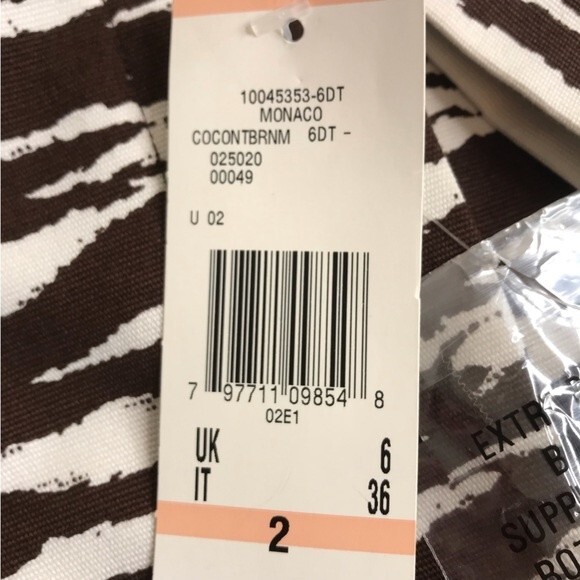 10045353-6DT
MONACO
COCONTBRNM 6DT -
025020
00049
U 02
7 97711 09854 8
02E1
UK 6
IT 36
2
EXTR
B
SUPP
BOT